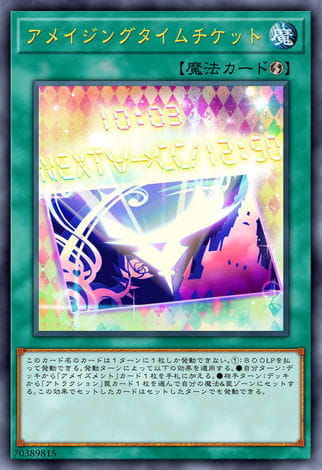 アメイジングタイムチケット
魔
【魔法カード】
10:03
NEXT∀→CC/12:50
このカード名のカードは1ターンに1枚しか発動できない。①:800LPを払
って発動できる。発動ターンによって以下の効果を適用する。●自分ターン:デ
ッキから「アメイズメント」カード1枚を手札に加える。●相手ターン:デッキ
から「アトラクション」罠カード1枚を選んで自分の魔法&罠ゾーンにセットす
る。この効果でセットしたカードはセットしたターンでも発動できる。
70389815